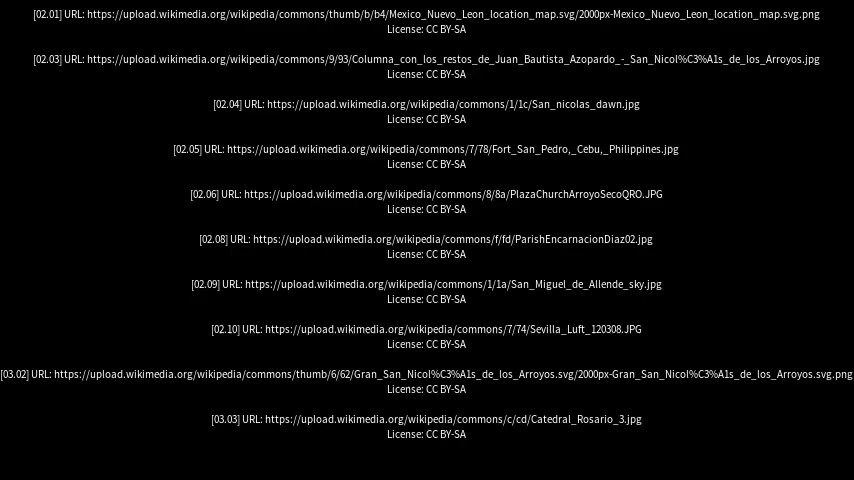 [02.01] URL: https://upload.wikimedia.org/wikipedia/commons/thumb/b/b4/Mexico_Nuevo_Leon_location_map.svg/2000px-Mexico_Nuevo_Leon_location_map.svg.png
License: CC BY-SA
[02.03] URL: https://upload.wikimedia.org/wikipedia/commons/9/93/Columna_con_los_restos_de_Juan_Bautista_Azopardo_-_San_Nicol%C3%A1s_de_los_Arroyos.jpg
License: CC BY-SA
[02.04] URL: https://upload.wikimedia.org/wikipedia/commons/1/1c/San_nicolas_dawn.jpg
License: CC BY-SA
[02.05] URL: https://upload.wikimedia.org/wikipedia/commons/7/78/Fort_San_Pedro,_Cebu,_Philippines.jpg
License: CC BY-SA
[02.06] URL: https://upload.wikimedia.org/wikipedia/commons/8/8a/PlazaChurchArroyoSecoQRO.JPG
License: CC BY-SA
[02.08] URL: https://upload.wikimedia.org/wikipedia/commons/f/fd/ParishEncarnacionDiaz02.jpg
License: CC BY-SA
[02.09] URL: https://upload.wikimedia.org/wikipedia/commons/1/1a/San_Miguel_de_Allende_sky.jpg
License: CC BY-SA
[02.10] URL: https://upload.wikimedia.org/wikipedia/commons/7/74/Sevilla_Luft_120308.JPG
License: CC BY-SA
[03.02] URL: https://upload.wikimedia.org/wikipedia/commons/thumb/6/62/Gran_San_Nicol%C3%A1s_de_los_Arroyos.svg/2000px-Gran_San_Nicol%C3%A1s_de_los_Arroyos.svg.png
License: CC BY-SA
[03.03] URL: https://upload.wikimedia.org/wikipedia/commons/c/cd/Catedral_Rosario_3.jpg
License: CC BY-SA